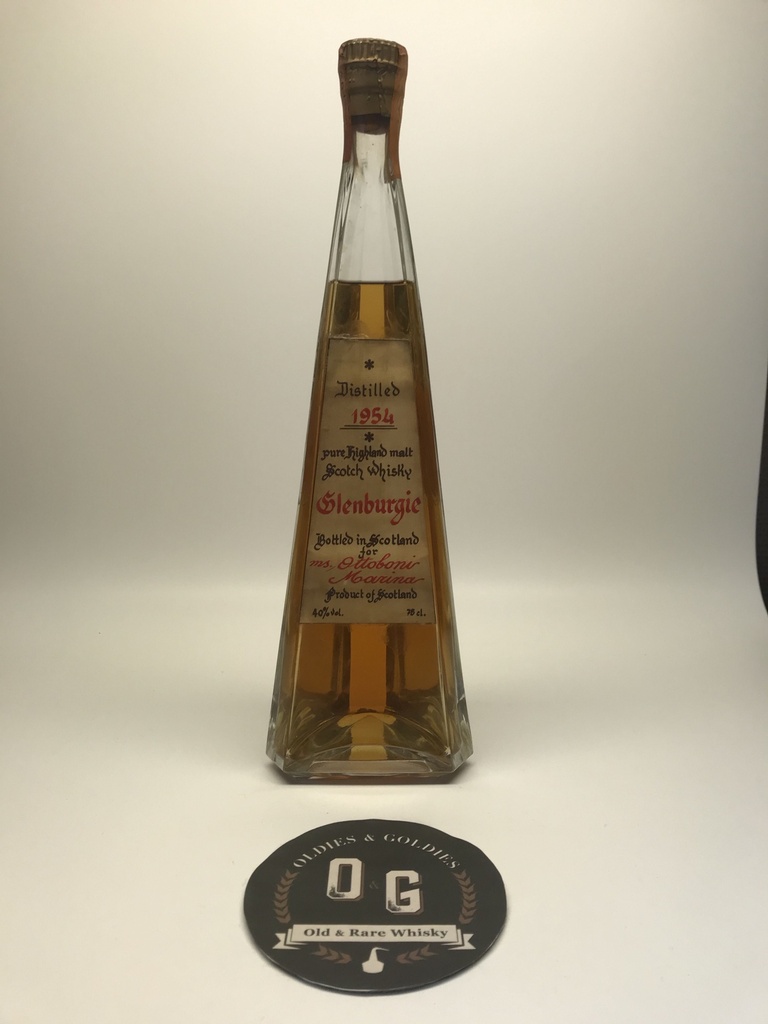 *
Distilled
1954
*
pure Highland malt
Scotch Whisky
Glenburgie
Bottled in Scotland
for
ms. Ottoboni
Marina
Product of Scotland
40% vol. 78 cl.
OLDIES & GOLDIES
O & G
Old & Rare Whisky